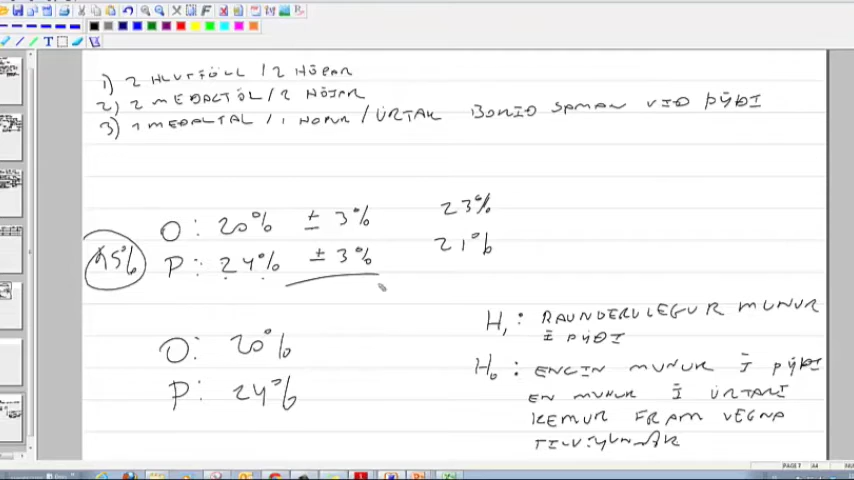 1) 2 HLUTFÖLL / 2 HÓPAR
2) 2 MEÐALTÖL / 2 HÓPAR
3) 1 MEÐALTAL / 1 HÓPUR / ÚRTAK BORIÐ SAMAN VIÐ ÞÝÐI
O: 20% ± 3% 23%
95% P: 24% ± 3% 21%
O: 20%
P: 24%
H₁: RAUNVERULEGUR MUNUR
Í ÞÝÐI
H₀: ENGIN MUNUR Í ÞÝÐI
EN MUNUR Í ÚRTAKI
KEMUR FRAM VEGNA
TILVILJUNAR